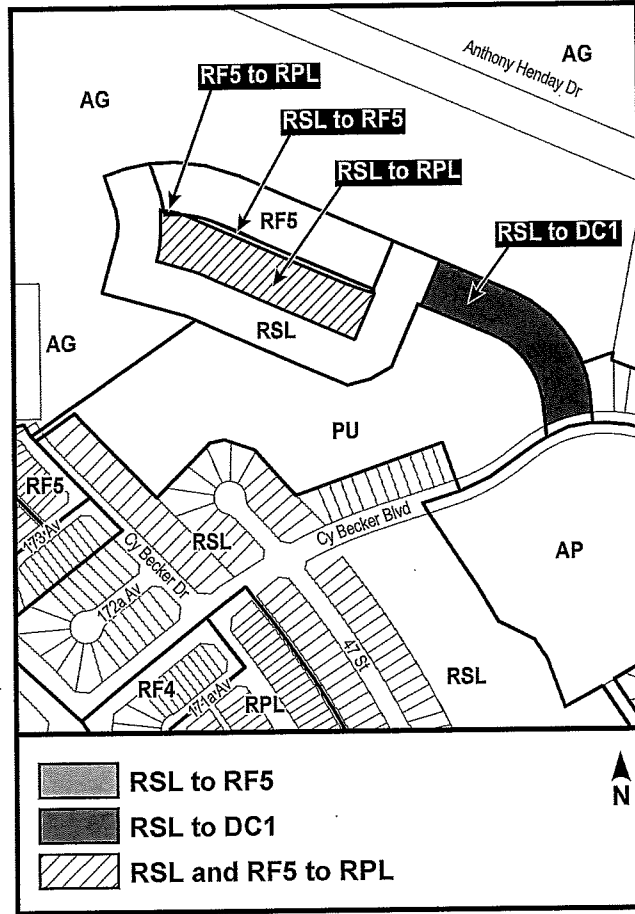 AG
Anthony Henday Dr
AG
RF5 to RPL
RSL to RF5
RSL to RPL
RF5
RSL to DC1
RSL
AG
PU
RF5
173 Av
Cy Becker Dr
RSL
Cy Becker Blvd
AP
172a Av
47 St
RSL
RF4
171a Av
RPL
RSL to RF5
RSL to DC1
RSL and RF5 to RPL
N